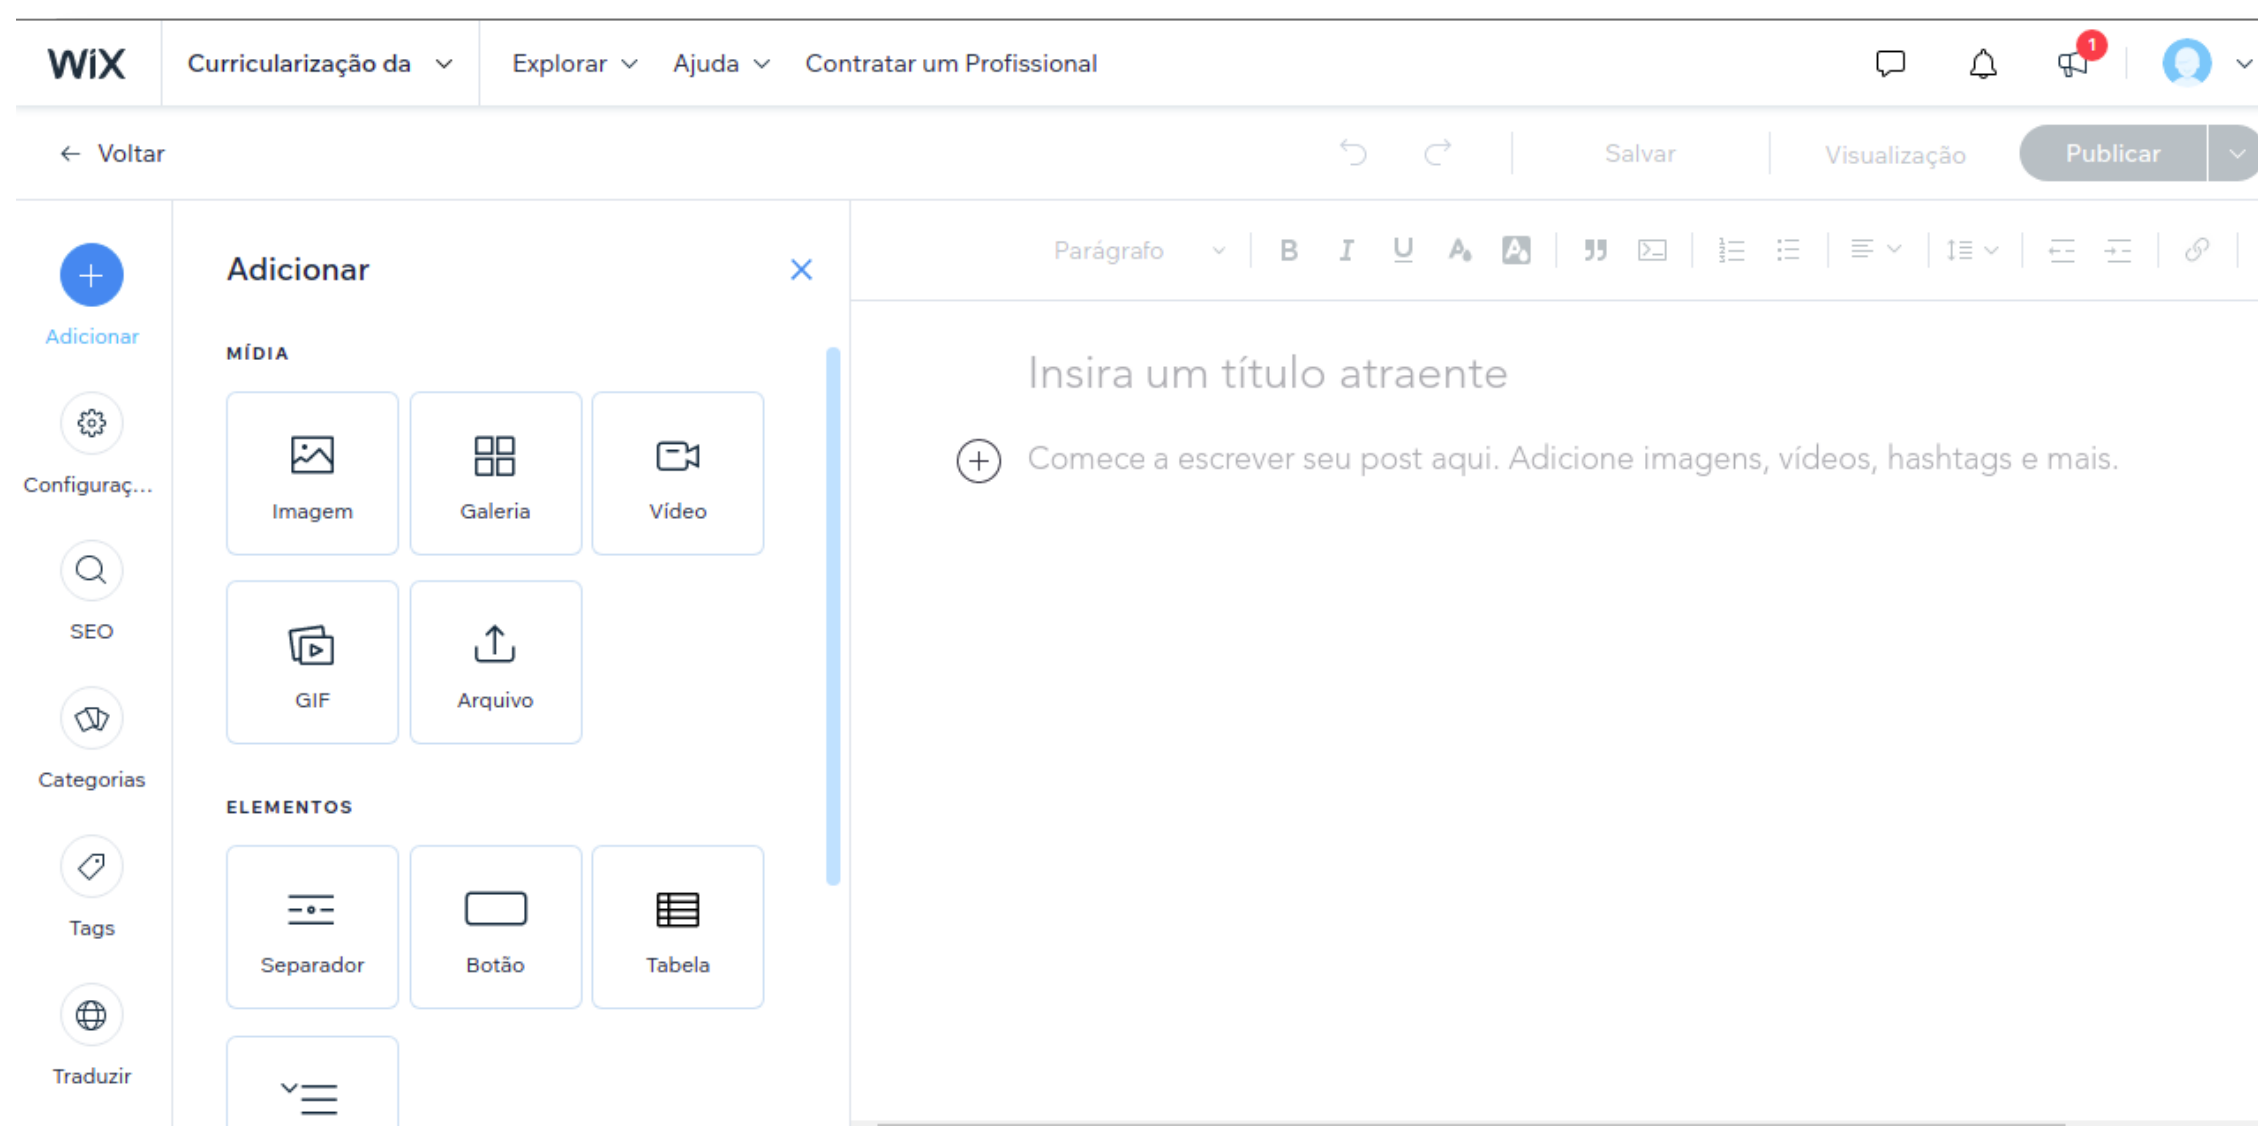 WiX
Curricularização da
Explorar
Ajuda
Contratar um Profissional
1
Voltar
Salvar
Visualização
Publicar
Adicionar
Configuraç...
SEO
Categorias
Tags
Traduzir
Adicionar
MÍDIA
Imagem
Galeria
Vídeo
GIF
Arquivo
ELEMENTOS
Separador
Botão
Tabela
Parágrafo
B
I
U
A
A
Insira um título atraente
Comece a escrever seu post aqui. Adicione imagens, vídeos, hashtags e mais.